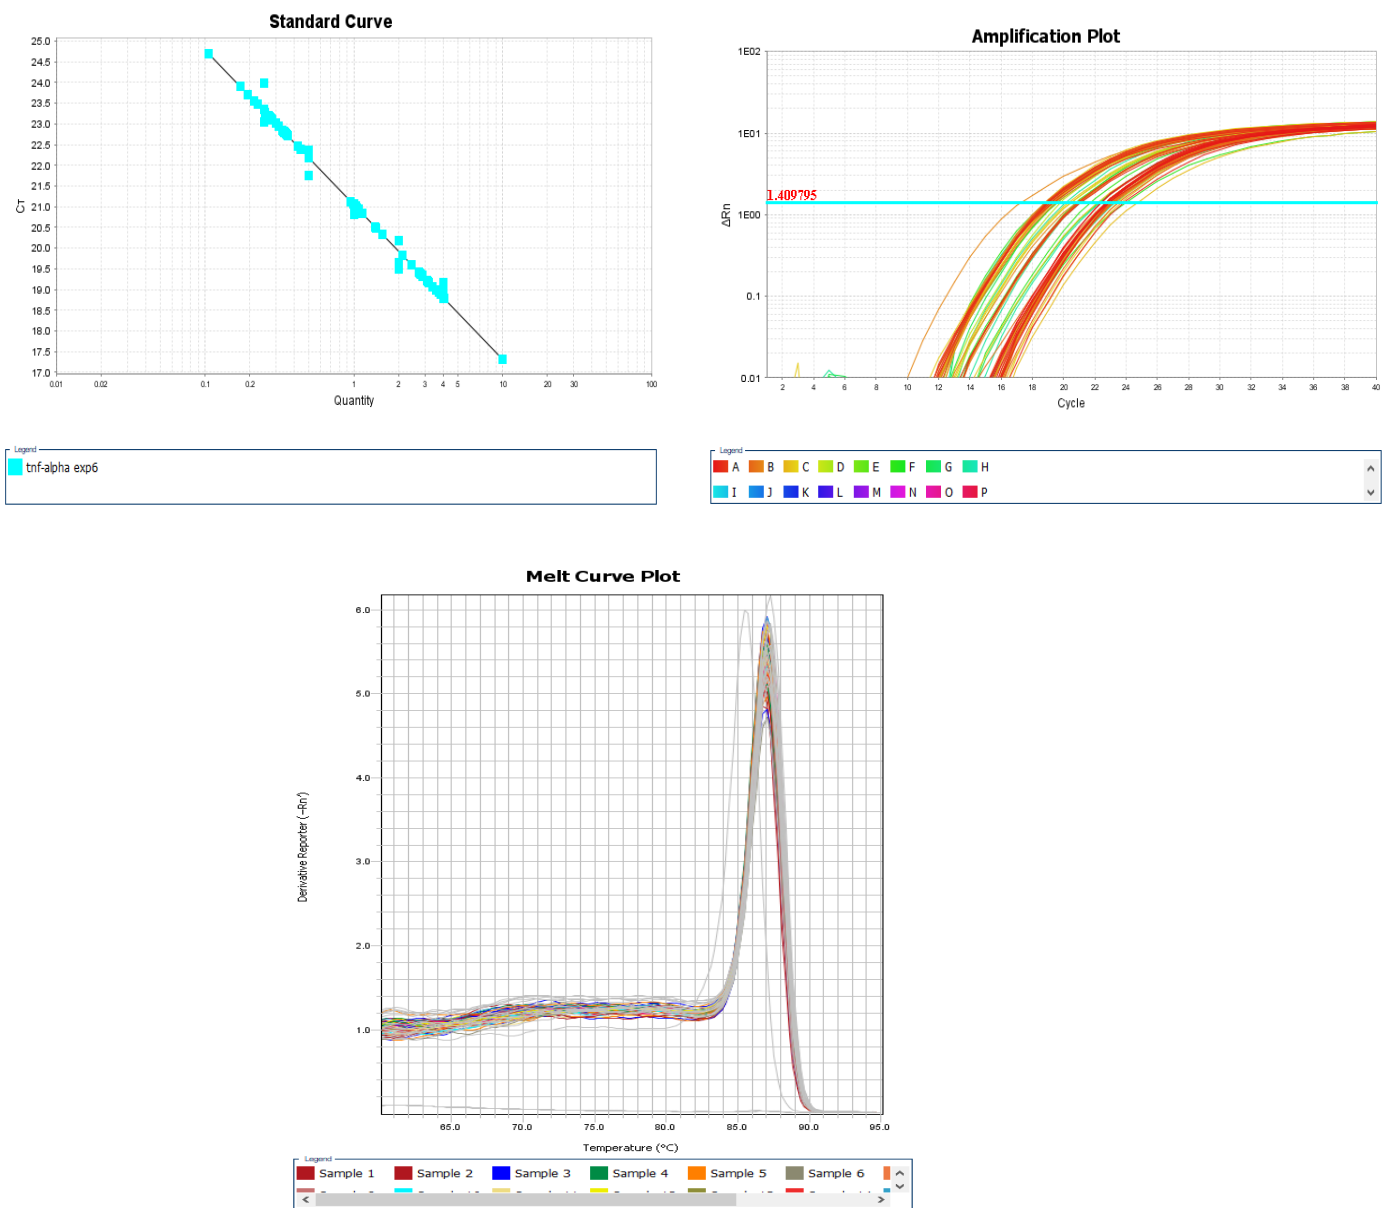 Standard Curve
25.0
24.5
24.0
23.5
23.0
22.5
22.0
21.5
21.0
20.5
20.0
19.5
19.0
18.5
18.0
17.5
17.0
Cт
0.01 0.02 0.1 0.2 1 2 3 4 5 10 20 30 100
Quantity
Legend
tnf-alpha exp6
Amplification Plot
1E02
1E01
1.409795
1E00
0.1
0.01
ΔRn
2 4 6 8 10 12 14 16 18 20 22 24 26 28 30 32 34 36 38 40
Cycle
Legend
A B C D E F G H
I J K L M N O P
Melt Curve Plot
6.0
5.0
4.0
3.0
2.0
1.0
Derivative Reporter (-Rn')
65.0 70.0 75.0 80.0 85.0 90.0 95.0
Temperature (°C)
Legend
Sample 1 Sample 2 Sample 3 Sample 4 Sample 5 Sample 6